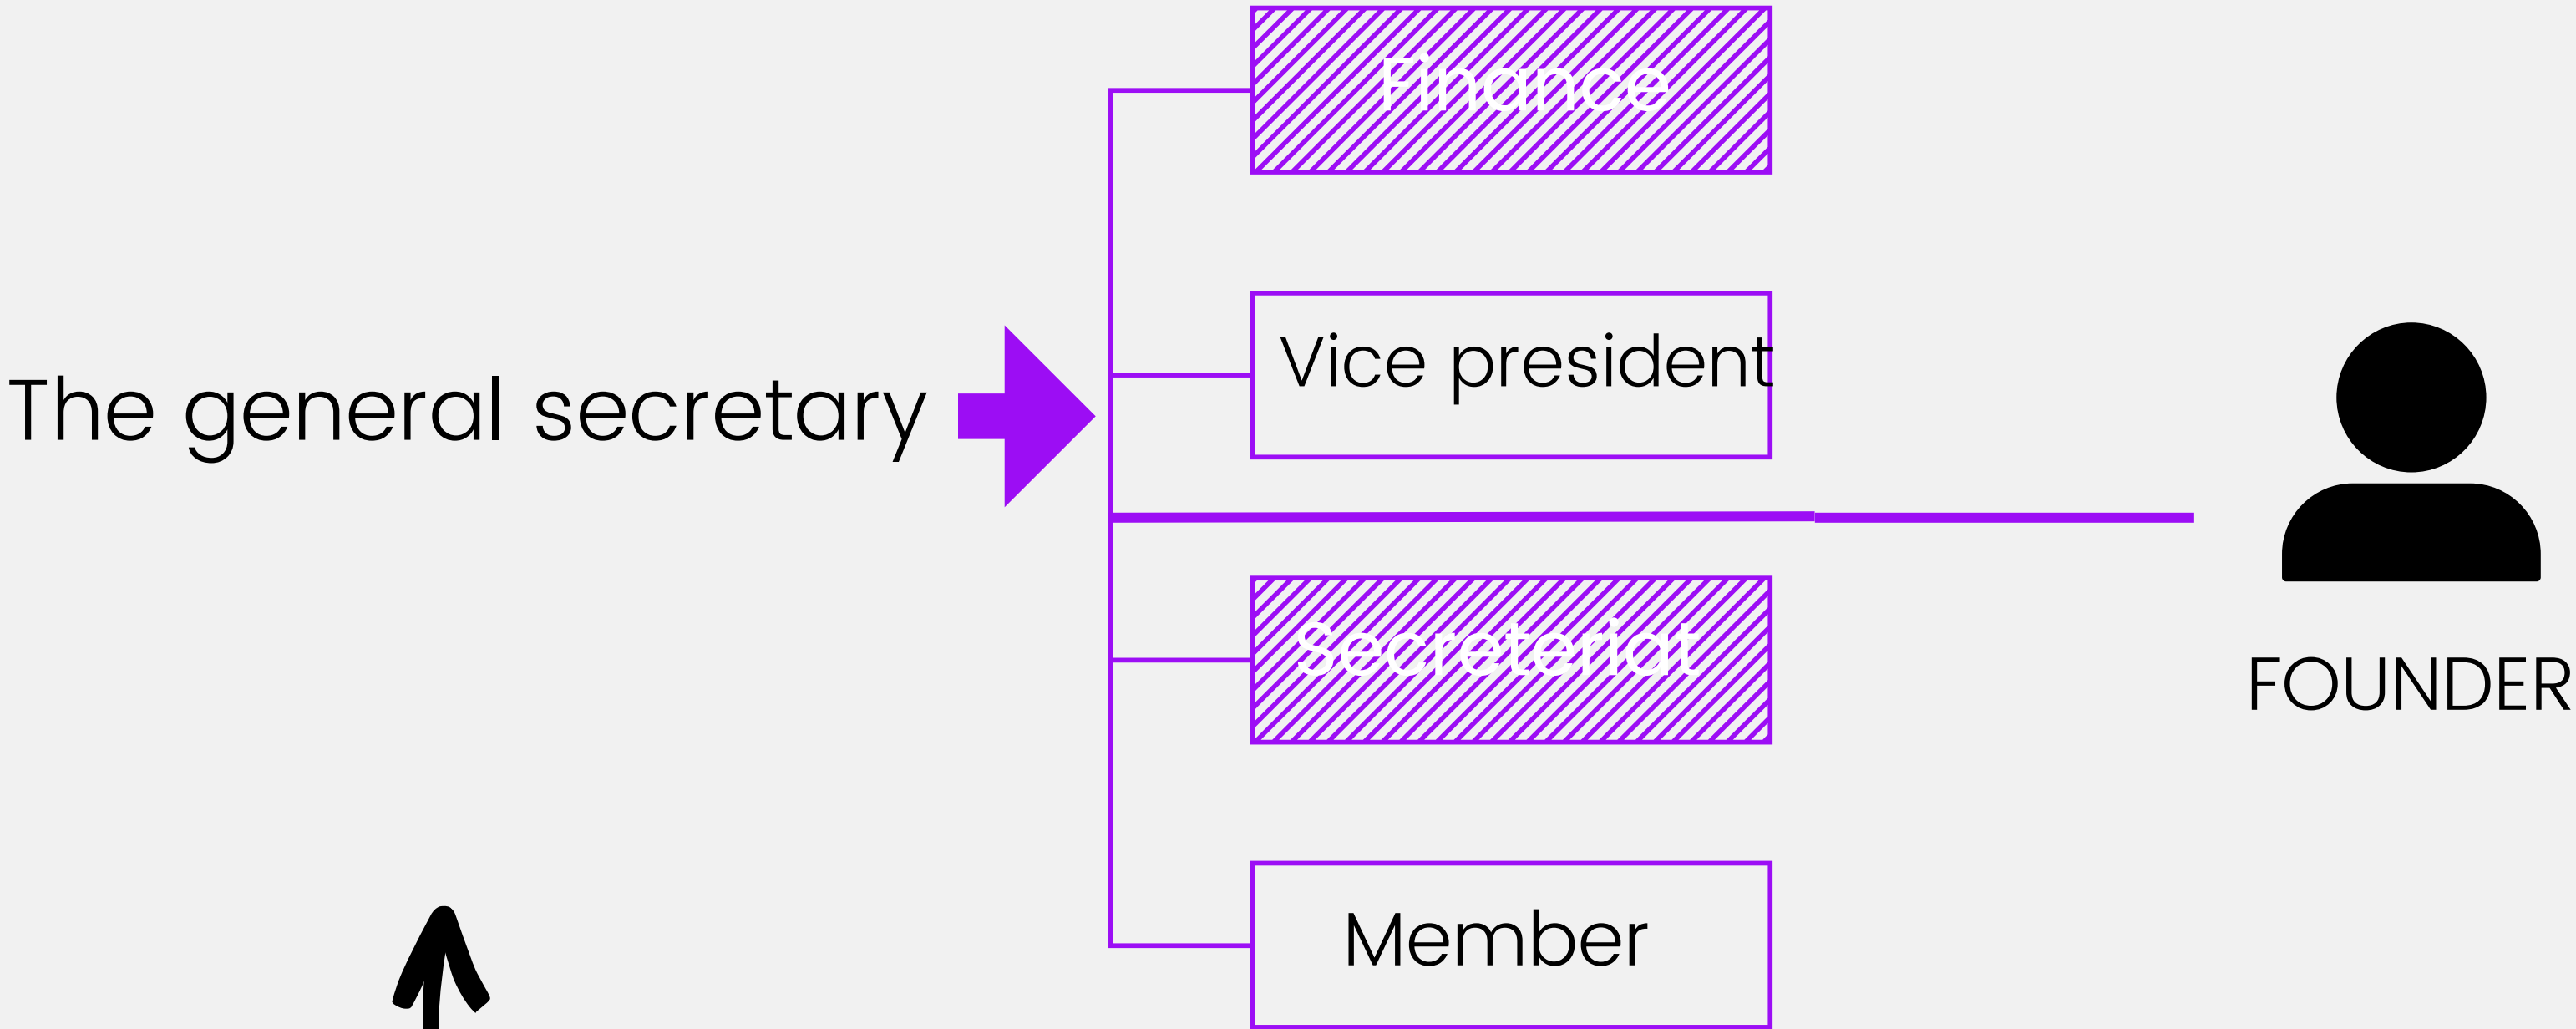 Finance
Vice president
The general secretary
Secreteriat
FOUNDER
Member